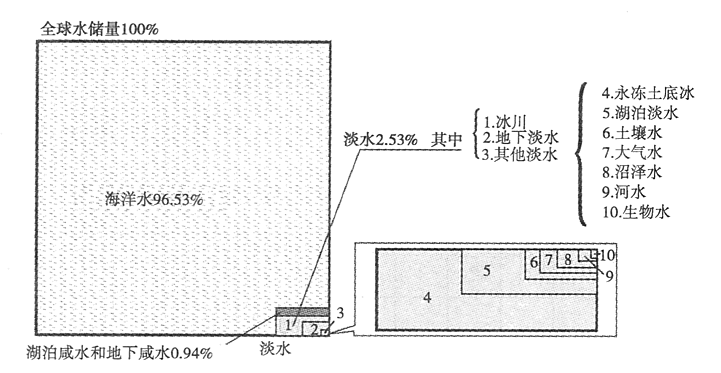 全球水储量100%
海洋水96.53%
湖泊咸水和地下咸水0.94%
淡水
淡水2.53% 其中
1.冰川
2.地下淡水
3.其他淡水
4.永冻土底冰
5.湖泊淡水
6.土壤水
7.大气水
8.沼泽水
9.河水
10.生物水
1
2
3
4
5
6
7
8
9
10